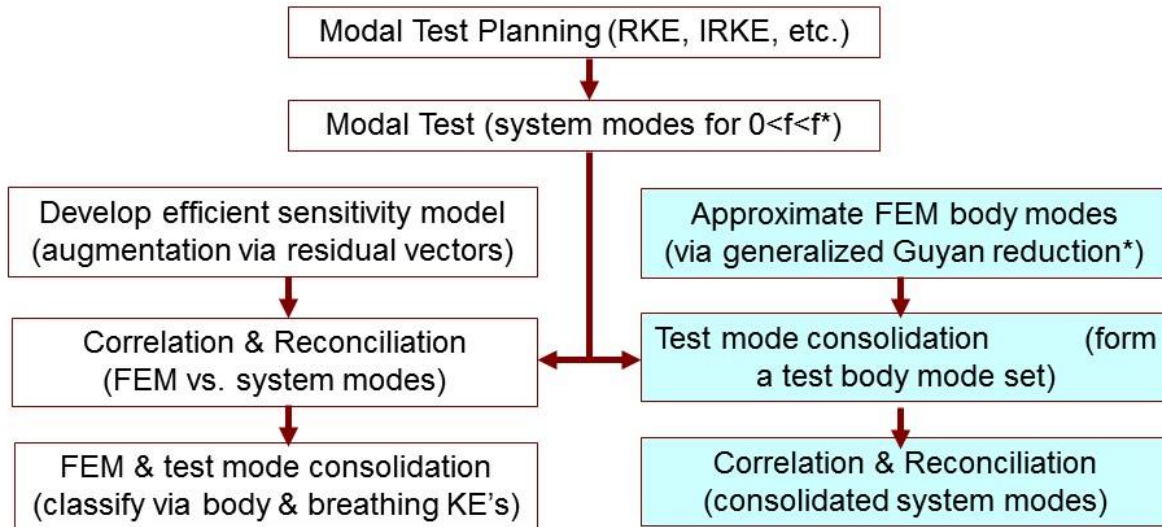 Modal Test Planning (RKE, IRKE, etc.)
Modal Test (system modes for 0<f<f*)
Develop efficient sensitivity model
(augmentation via residual vectors)
Correlation & Reconciliation
(FEM vs. system modes)
FEM & test mode consolidation
(classify via body & breathing KE's)
Approximate FEM body modes
(via generalized Guyan reduction*)
Test mode consolidation (form
a test body mode set)
Correlation & Reconciliation
(consolidated system modes)